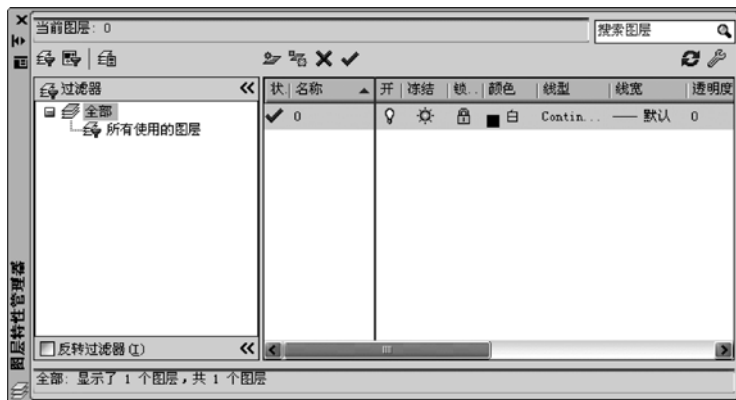 当前图层: 0
搜索图层
过滤器
状. 名称 开 冻结 锁.. 颜色 线型 线宽 透明度
全部
0 白 Contin... 默认 0
所有使用的图层
反转过滤器(I)
图层特性管理器
全部: 显示了 1 个图层，共 1 个图层